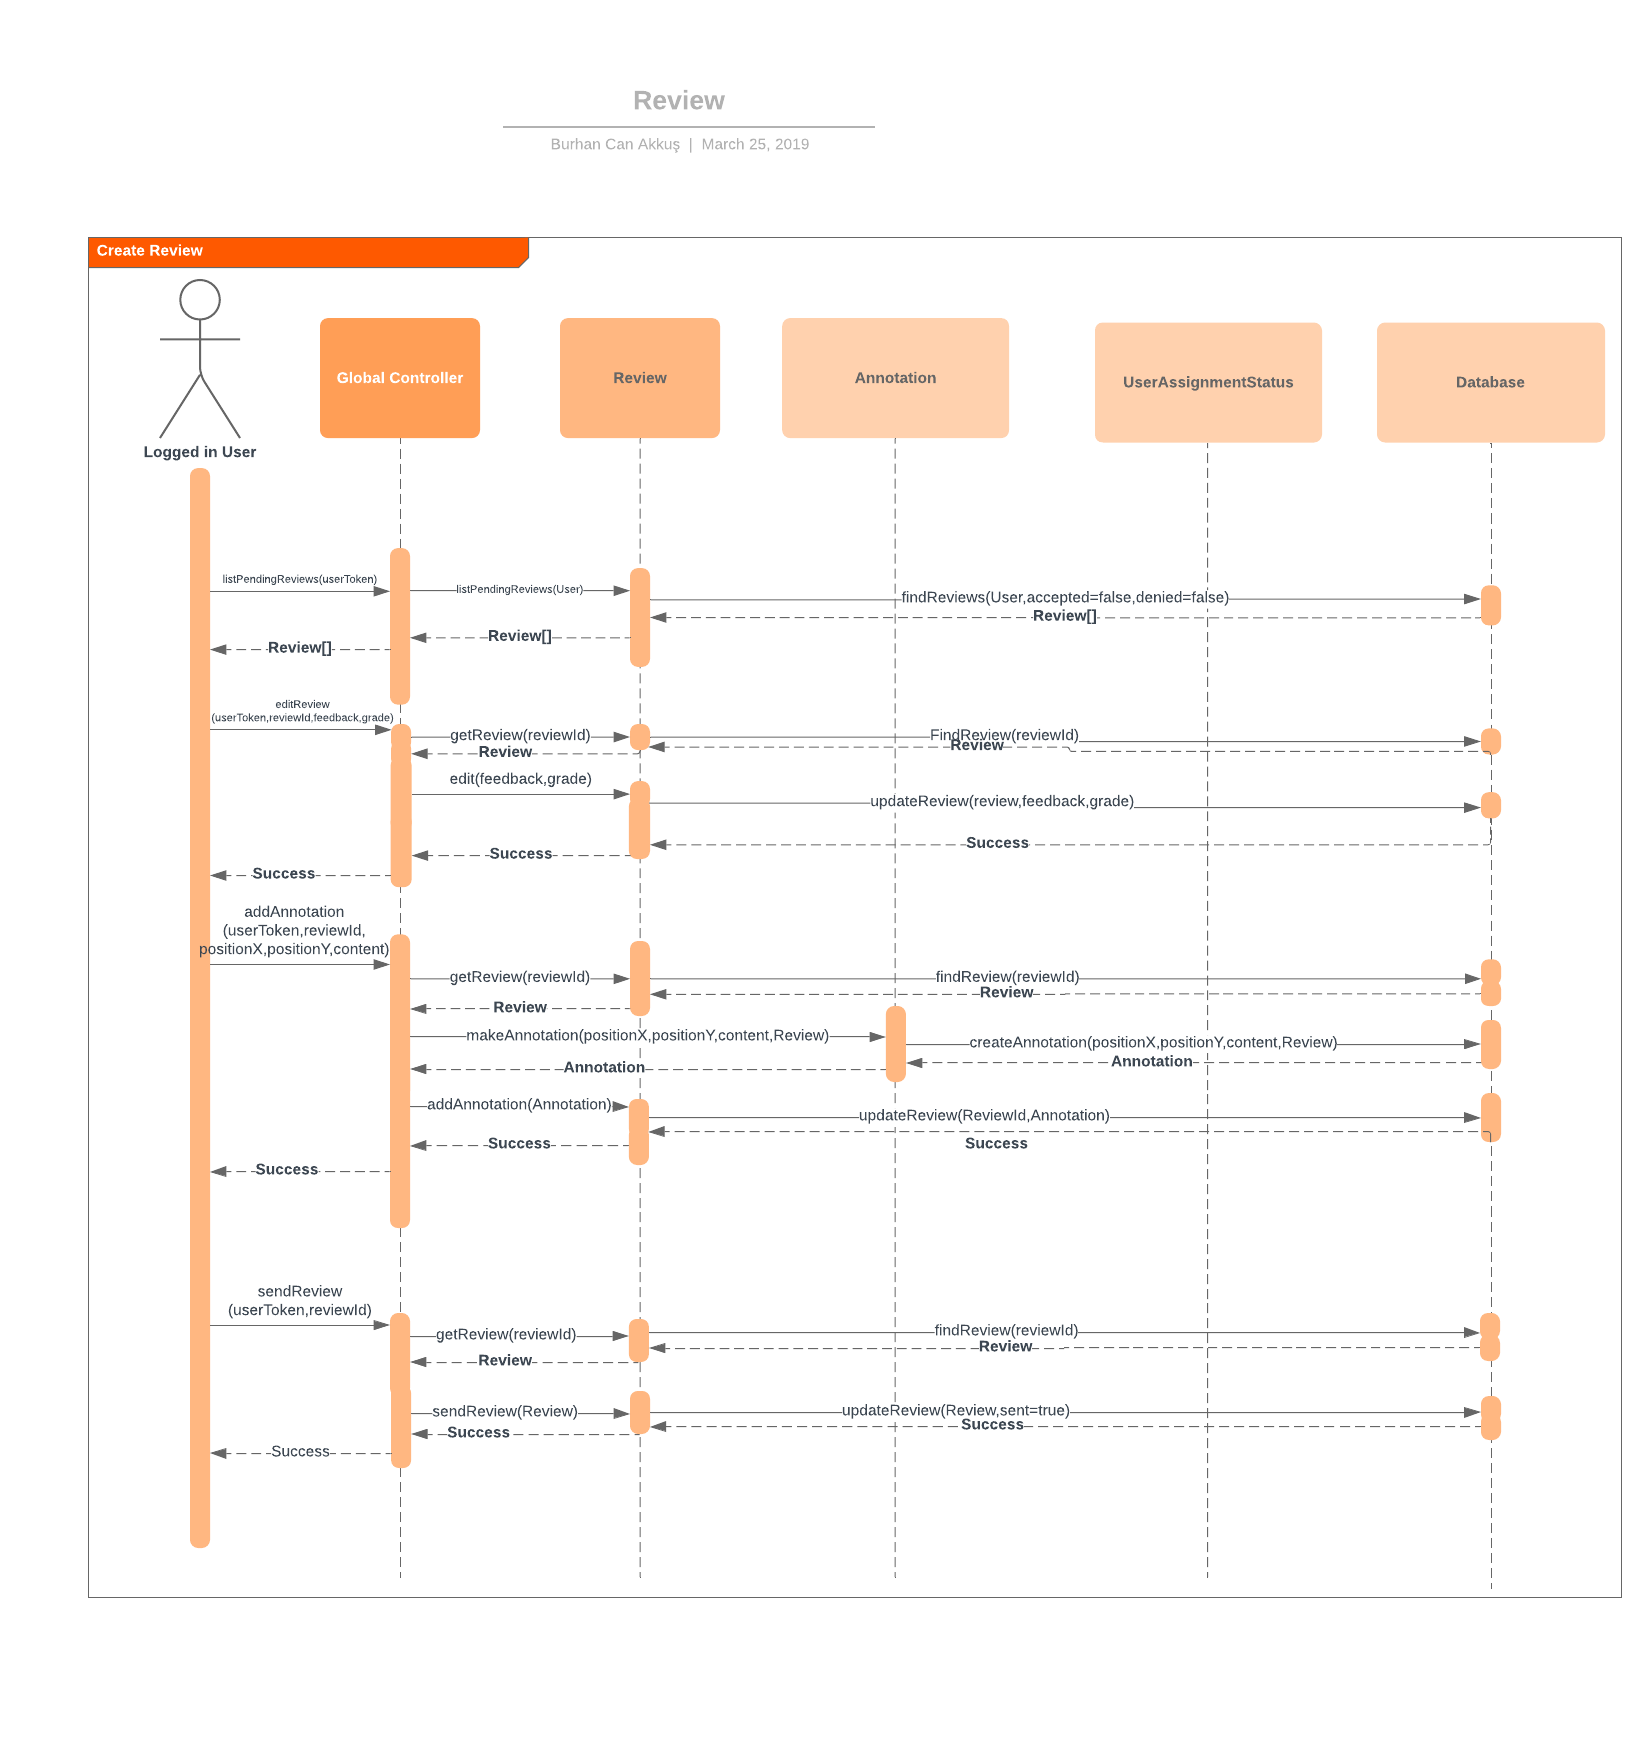 Review
Burhan Can Akkuş | March 25, 2019
Create Review
Global Controller
Review
Annotation
UserAssignmentStatus
Database
Logged in User
listPendingReviews(userToken)
listPendingReviews(User)
findReviews(User,accepted=false,denied=false)
Review[]
Review[]
Review[]
editReview
(userToken,reviewId,feedback,grade)
getReview(reviewId)
FindReview(reviewId)
Review
Review
edit(feedback,grade)
updateReview(review,feedback,grade)
Success
Success
Success
addAnnotation
(userToken,reviewId,
positionX,positionY,content)
getReview(reviewId)
findReview(reviewId)
Review
Review
makeAnnotation(positionX,positionY,content,Review)
createAnnotation(positionX,positionY,content,Review)
Annotation
Annotation
addAnnotation(Annotation)
updateReview(ReviewId,Annotation)
Success
Success
Success
sendReview
(userToken,reviewId)
getReview(reviewId)
findReview(reviewId)
Review
Review
sendReview(Review)
updateReview(Review,sent=true)
Success
Success
Success